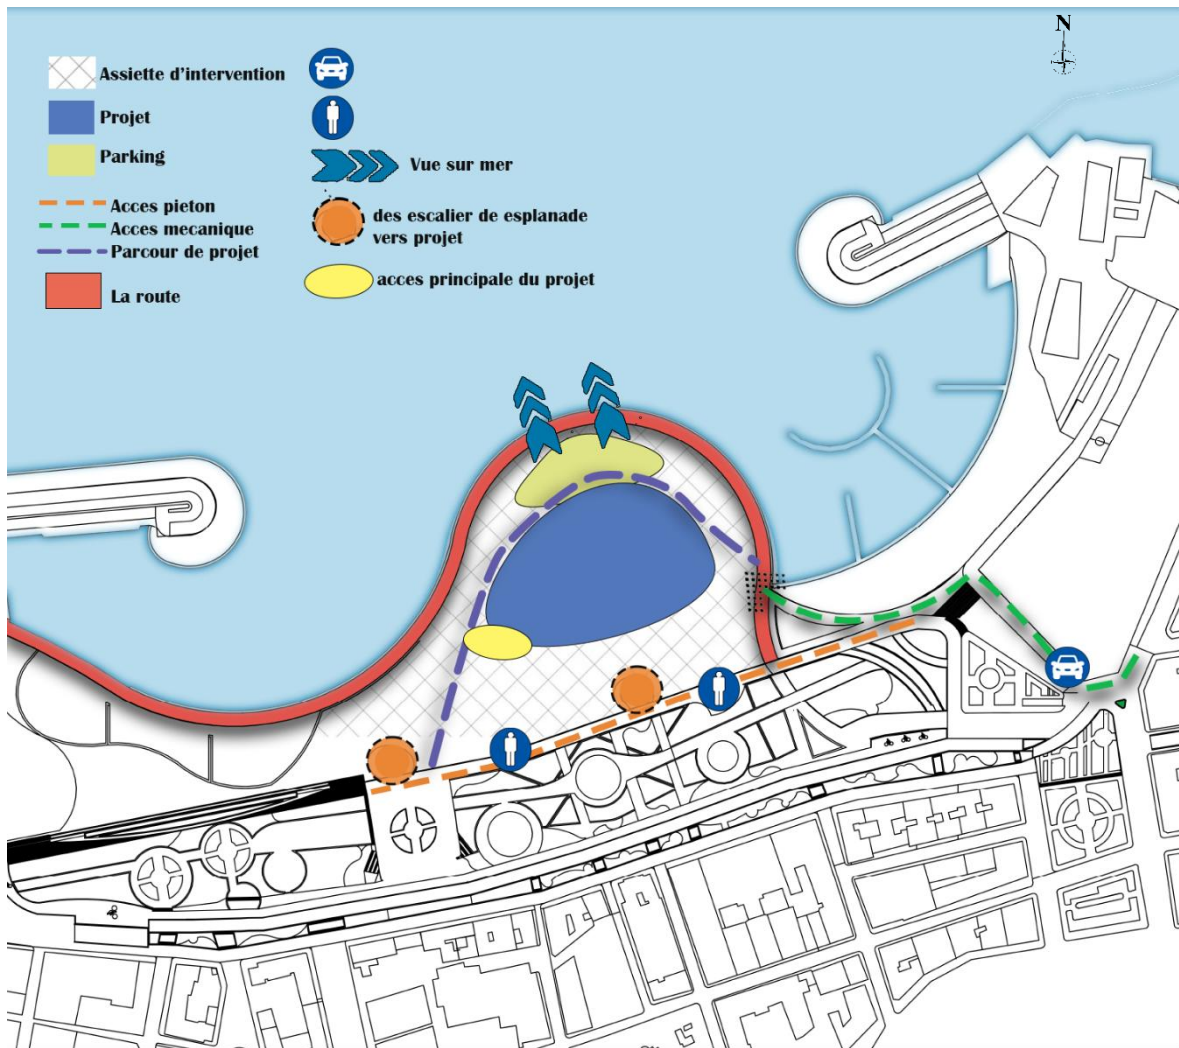 N
Assiette d'intervention
Projet
Parking
Vue sur mer
Acces pieton
Acces mecanique
Parcour de projet
des escalier de esplanade
vers projet
La route
acces principale du projet